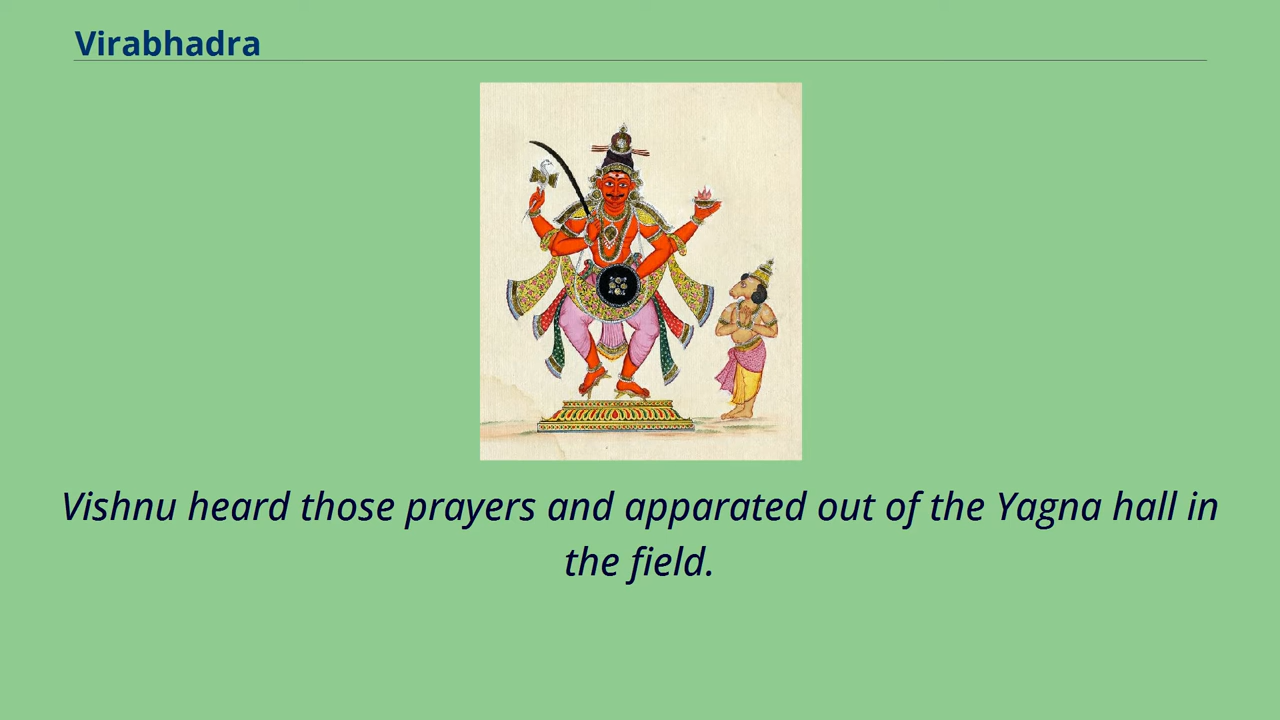 Virabhadra
Vishnu heard those prayers and apparated out of the Yagna hall in
the field.